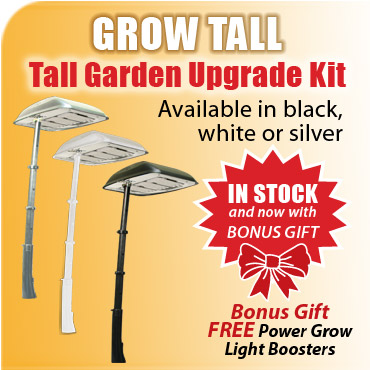 GROW TALL
Tall Garden Upgrade Kit
Available in black,
white or silver
IN STOCK
and now with
BONUS GIFT
Bonus Gift
FREE Power Grow
Light Boosters